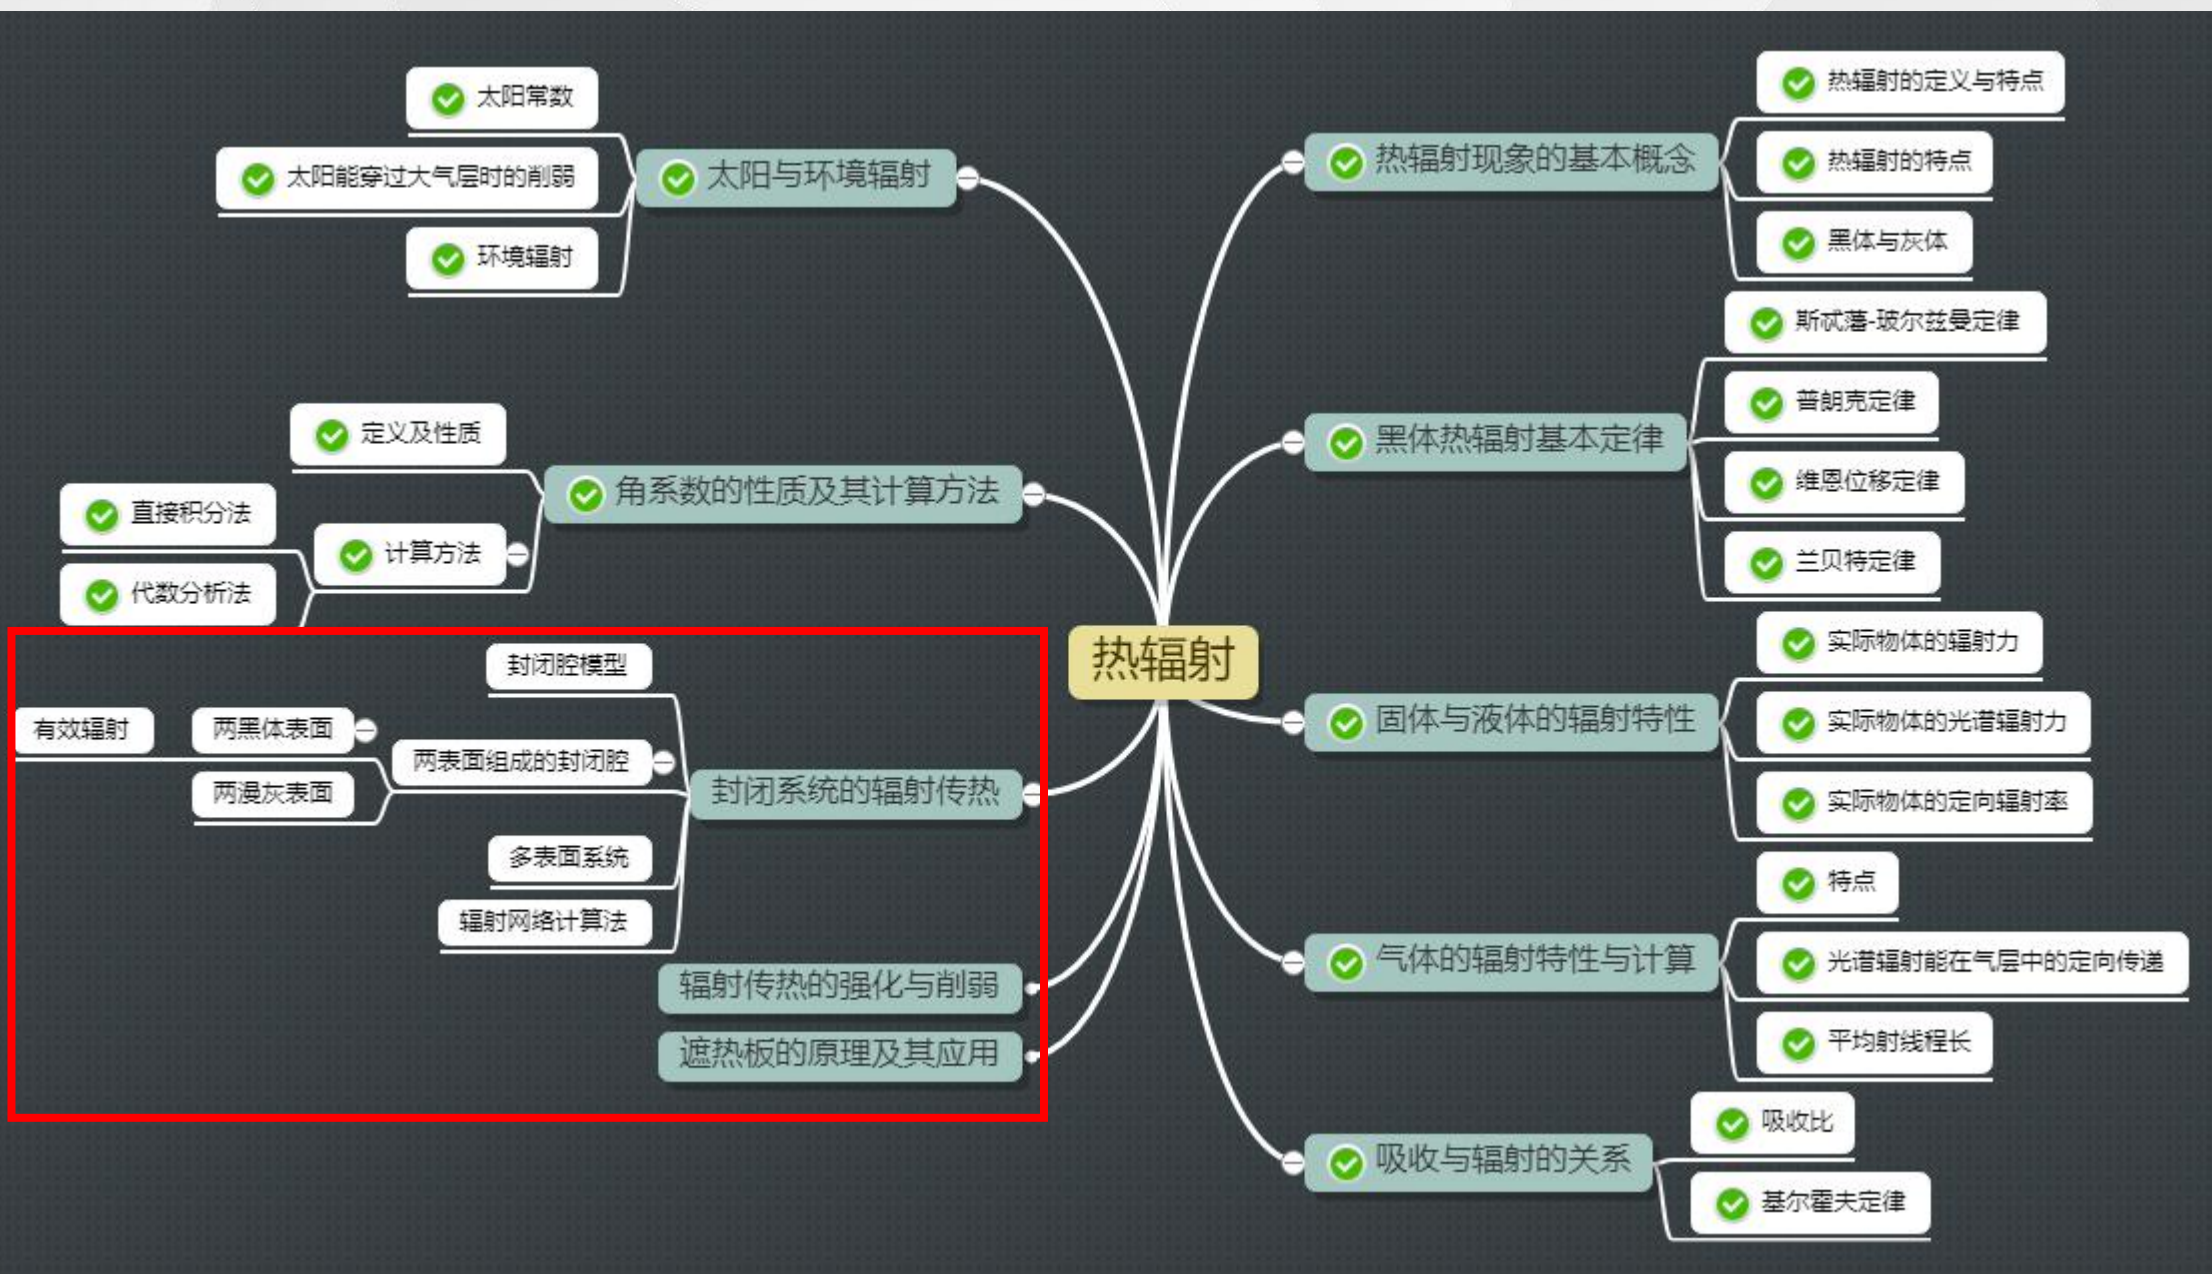 热辐射
热辐射现象的基本概念
热辐射的定义与特点
热辐射的特点
黑体与灰体
黑体热辐射基本定律
斯忒藩-玻尔兹曼定律
普朗克定律
维恩位移定律
兰贝特定律
固体与液体的辐射特性
实际物体的辐射力
实际物体的光谱辐射力
实际物体的定向辐射率
气体的辐射特性与计算
特点
光谱辐射能在气层中的定向传递
平均射线程长
吸收与辐射的关系
吸收比
基尔霍夫定律
太阳与环境辐射
太阳常数
太阳能穿过大气层时的削弱
环境辐射
角系数的性质及其计算方法
定义及性质
计算方法
直接积分法
代数分析法
封闭系统的辐射传热
封闭腔模型
两表面组成的封闭腔
两黑体表面
有效辐射
两漫灰表面
多表面系统
辐射网络计算法
辐射传热的强化与削弱
遮热板的原理及其应用